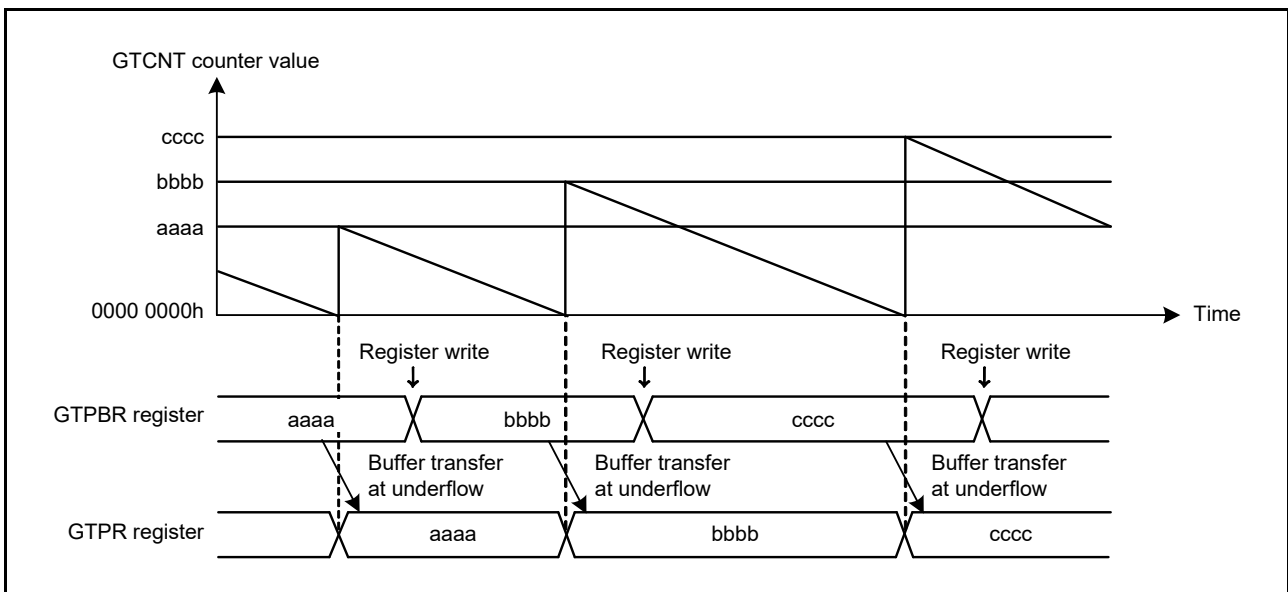 GTCNT counter value
cccc
bbbb
aaaa
0000 0000h
Time
Register write
Register write
Register write
GTPBR register
aaaa
bbbb
cccc
Buffer transfer
at underflow
Buffer transfer
at underflow
Buffer transfer
at underflow
GTPR register
aaaa
bbbb
cccc